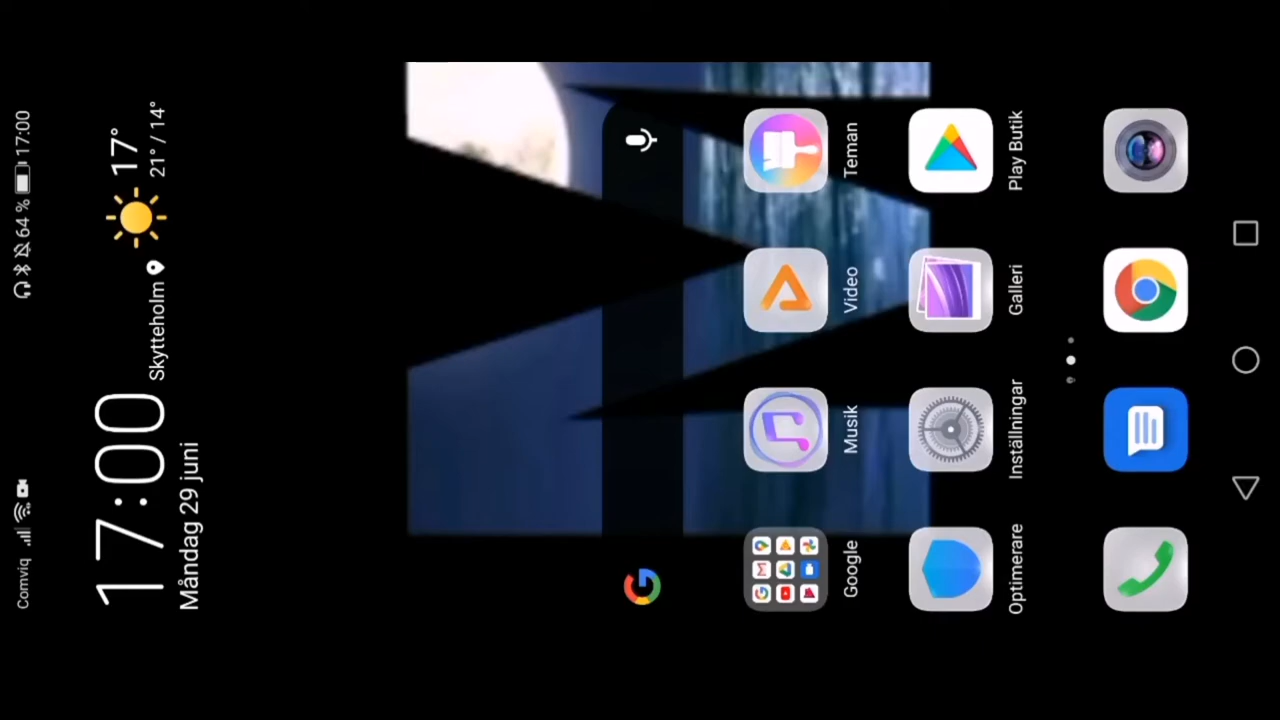 Comviq
64 % 17:00
17:00
Skytteholm
17°
21° / 14°
Måndag 29 juni
Google
Musik
Video
Teman
Optimerare
Inställningar
Galleri
Play Butik